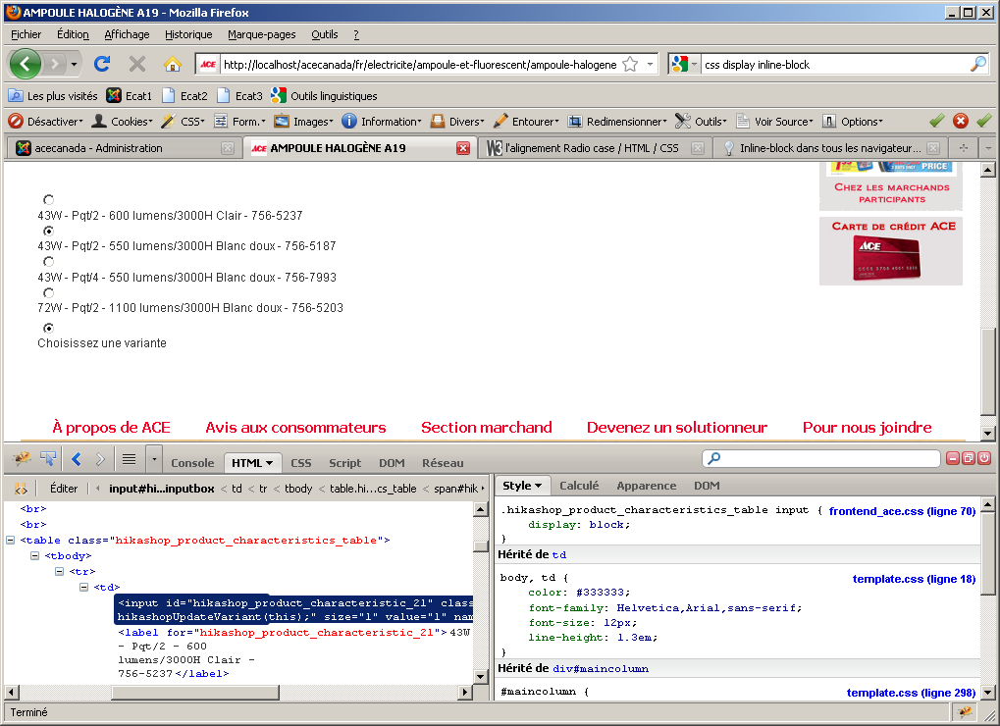 AMPOULE HALOGÈNE A19 - Mozilla Firefox
Fichier Édition Affichage Historique Marque-pages Outils ?
ACE http://localhost/acecanada/fr/electricite/ampoule-et-fluorescent/ampoule-halogene css display inline-block
Les plus visités Ecat1 Ecat2 Ecat3 Outils linguistiques
Désactiver Cookies CSS Form. Images Information Divers Entourer Redimensionner Outils Voir Source Options
acecanada - Administration ACE AMPOULE HALOGÈNE A19 W3 l'alignement Radio case / HTML / CSS Inline-block dans tous les navigateur...
PRICE
CHEZ LES MARCHANDS
PARTICIPANTS
CARTE DE CRÉDIT ACE
ACE
43W - Pqt/2 - 600 lumens/3000H Clair - 756-5237
43W - Pqt/2 - 550 lumens/3000H Blanc doux - 756-5187
43W - Pqt/4 - 550 lumens/3000H Blanc doux - 756-7993
72W - Pqt/2 - 1100 lumens/3000H Blanc doux - 756-5203
Choisissez une variante
À propos de ACE Avis aux consommateurs Section marchand Devenez un solutionneur Pour nous joindre
Console HTML CSS Script DOM Réseau
Éditer input#hi...inputbox < td < tr < tbody < table.hi...cs_table < span#hik
<br>
<br>
<table class="hikashop_product_characteristics_table">
<tbody>
<tr>
<td>
<input id="hikashop_product_characteristic_21" class
hikashopUpdateVariant(this);" size="1" value="1" nam
<label for="hikashop_product_characteristic_21">43W
- Pqt/2 - 600
lumens/3000H Clair -
756-5237</label>
Style Calculé Apparence DOM
.hikashop_product_characteristics_table input { frontend_ace.css (ligne 70)
display: block;
}
Hérité de td
body, td { template.css (ligne 18)
color: #333333;
font-family: Helvetica,Arial,sans-serif;
font-size: 12px;
line-height: 1.3em;
}
Hérité de div#maincolumn
#maincolumn { template.css (ligne 298)
Terminé